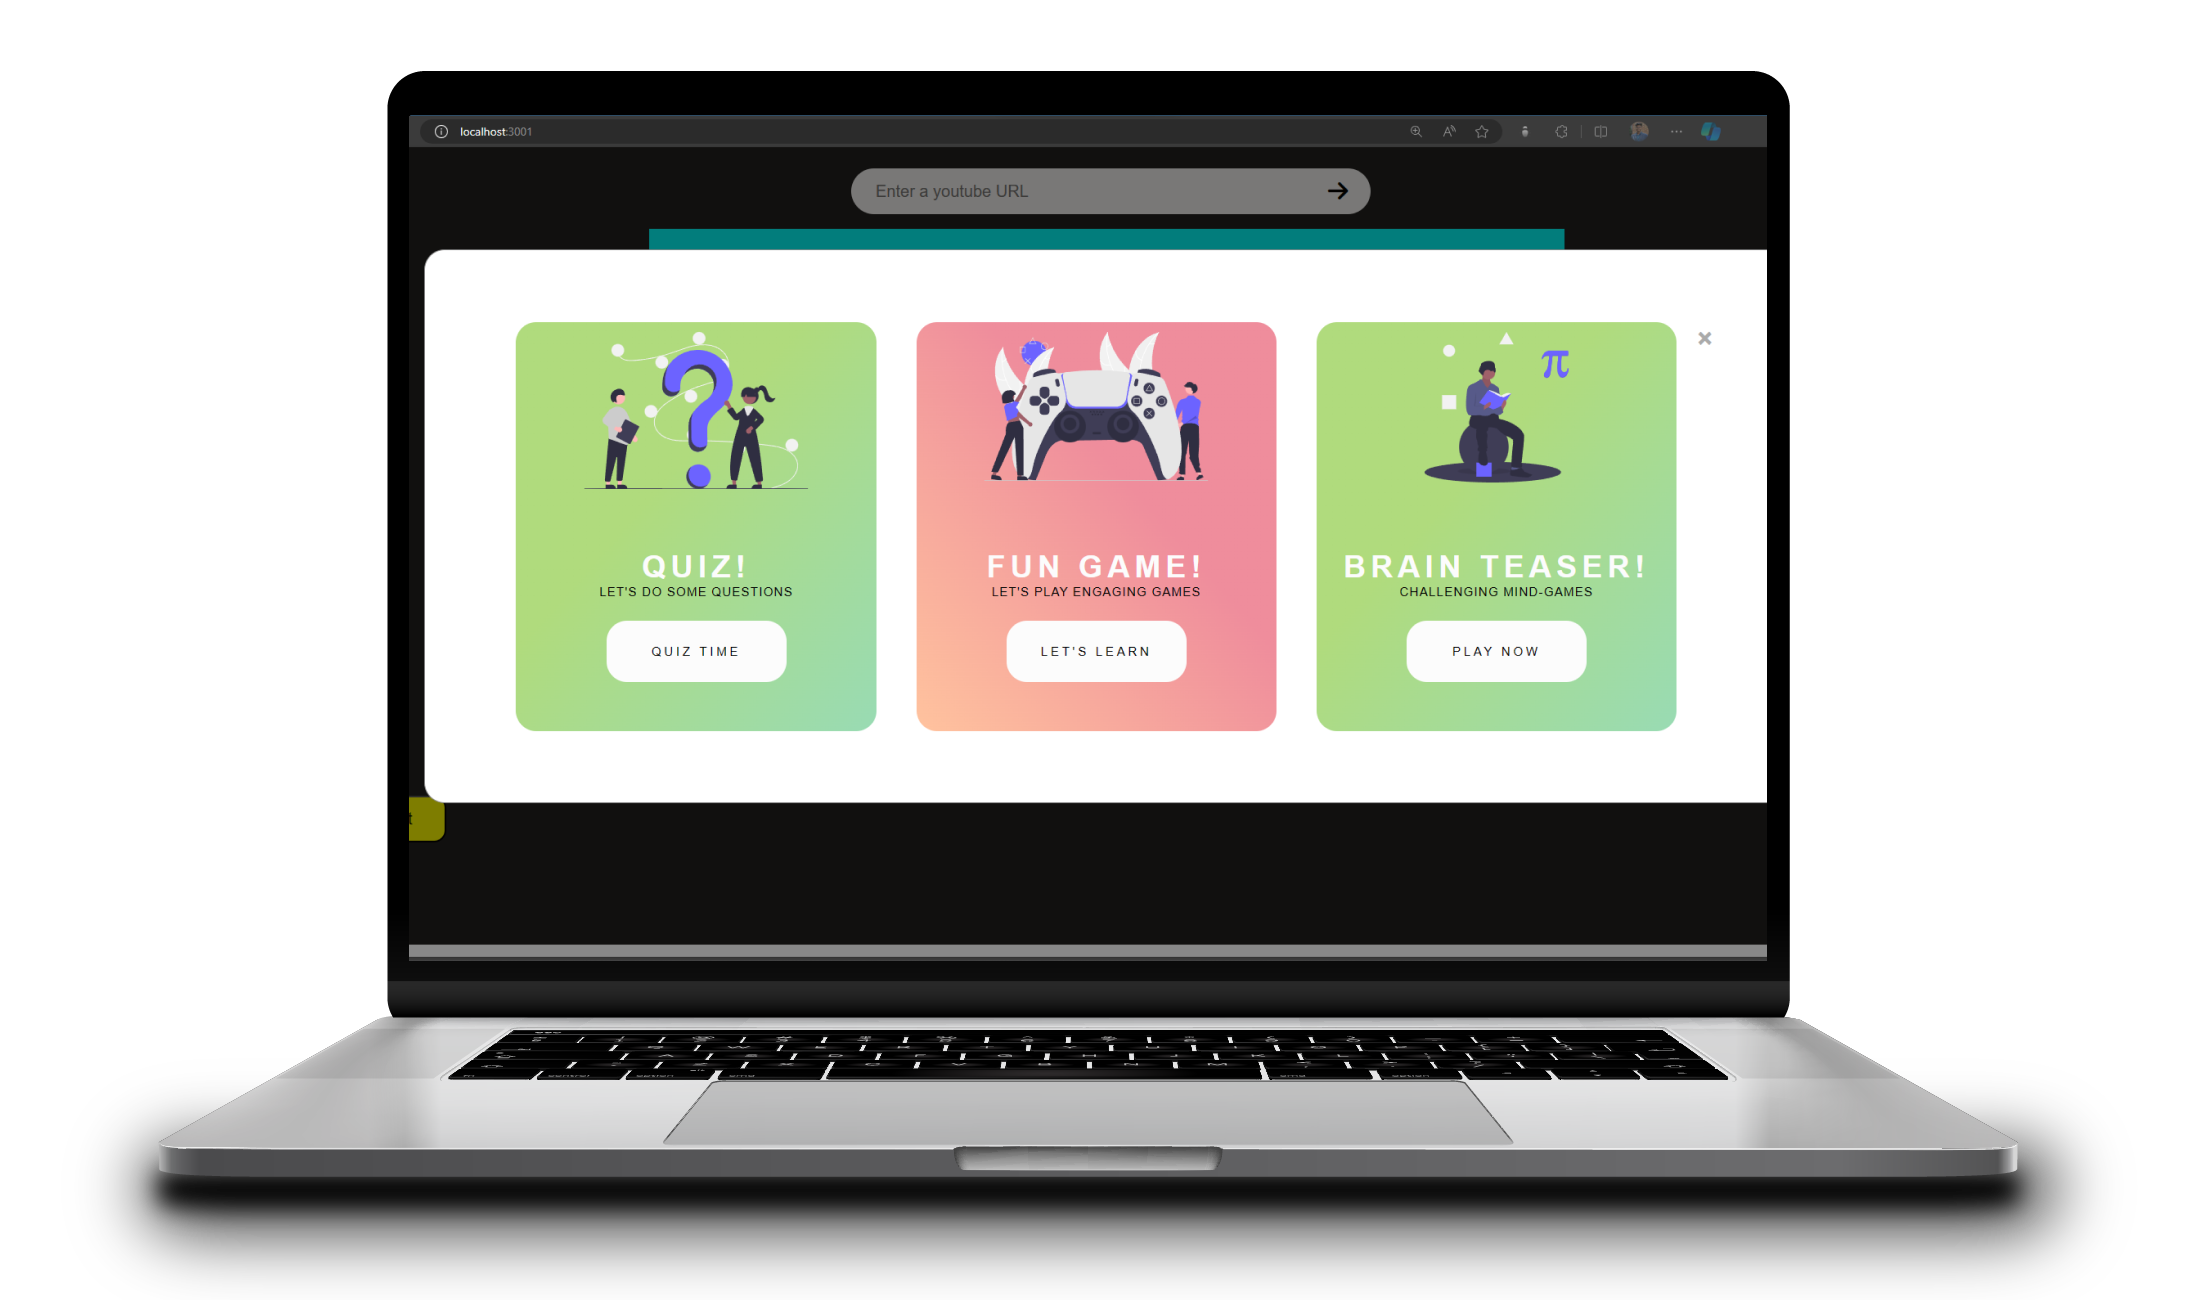 localhost:3001
Enter a youtube URL
QUIZ!
LET'S DO SOME QUESTIONS
QUIZ TIME
FUN GAME!
LET'S PLAY ENGAGING GAMES
LET'S LEARN
π
BRAIN TEASER!
CHALLENGING MIND-GAMES
PLAY NOW
t